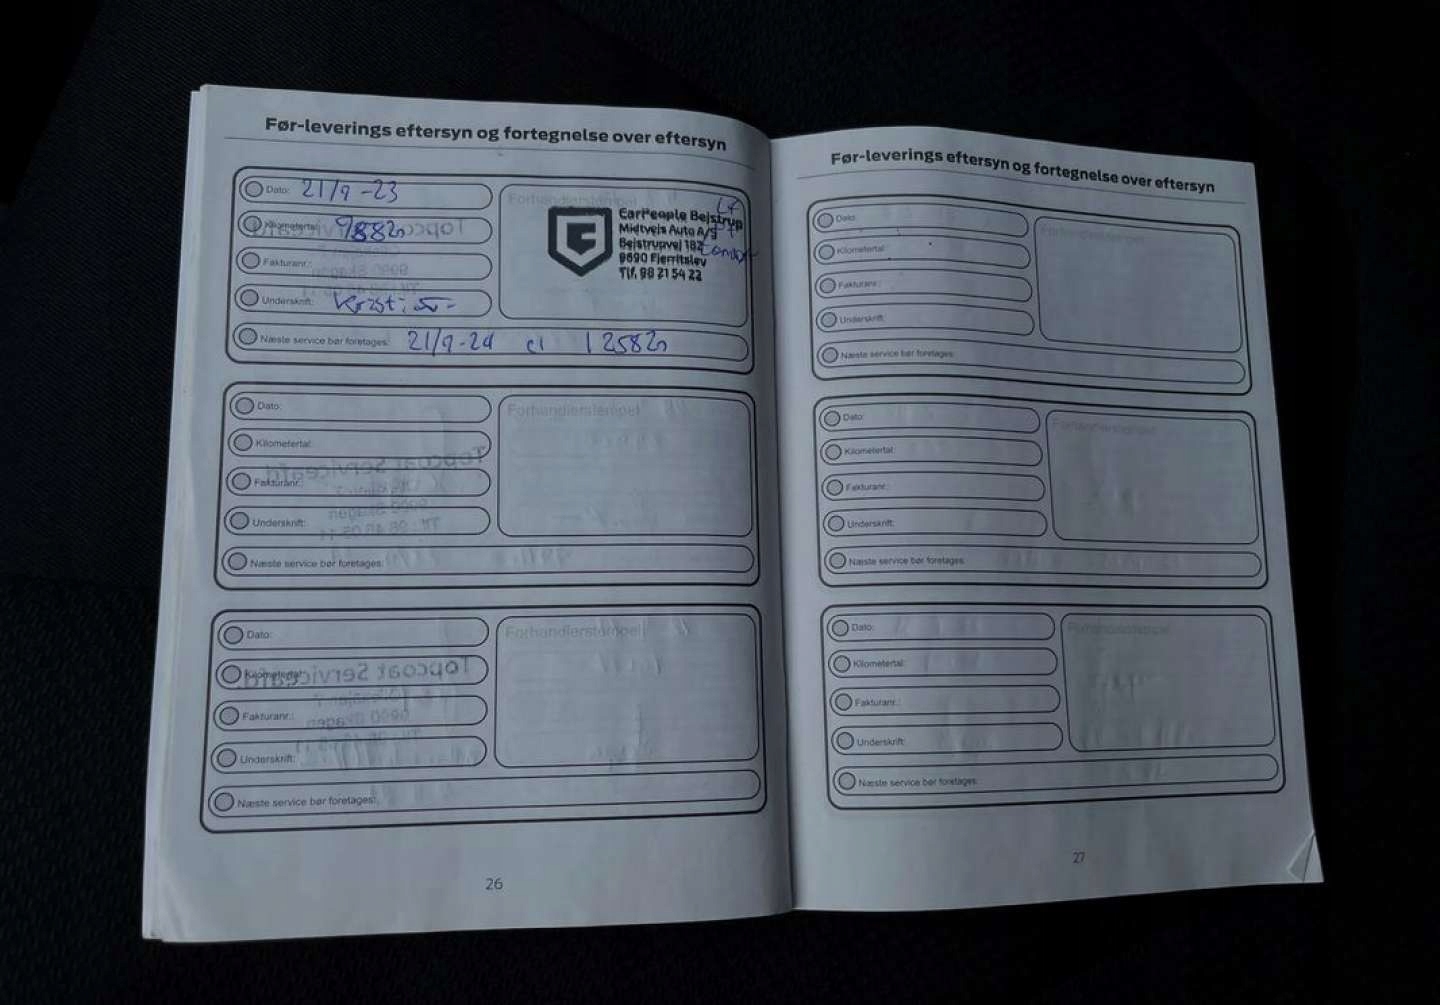 Før-leverings eftersyn og fortegnelse over eftersyn
Dato: 21/9-23
Kilometertal:
Fakturanr.:
Underskrift:
Næste service bør foretages: 21/9-24 el
Forhandlerstempel
CarPeople Bejstrup
Midtvejs Auto A/S
Bejstrupvej 182
9690 Fjerritslev
Tlf. 98 21 54 22
Dato:
Kilometertal:
Fakturanr.:
Underskrift:
Næste service bør foretages:
Forhandlerstempel
Dato:
Kilometertal:
Fakturanr.:
Underskrift:
Næste service bør foretages:
Forhandlerstempel
26
Før-leverings eftersyn og fortegnelse over eftersyn
Dato:
Kilometertal:
Fakturanr.:
Underskrift:
Næste service bør foretages:
Forhandlerstempel
Dato:
Kilometertal:
Fakturanr.:
Underskrift:
Næste service bør foretages:
Forhandlerstempel
Dato:
Kilometertal:
Fakturanr.:
Underskrift:
Næste service bør foretages:
Forhandlerstempel
27